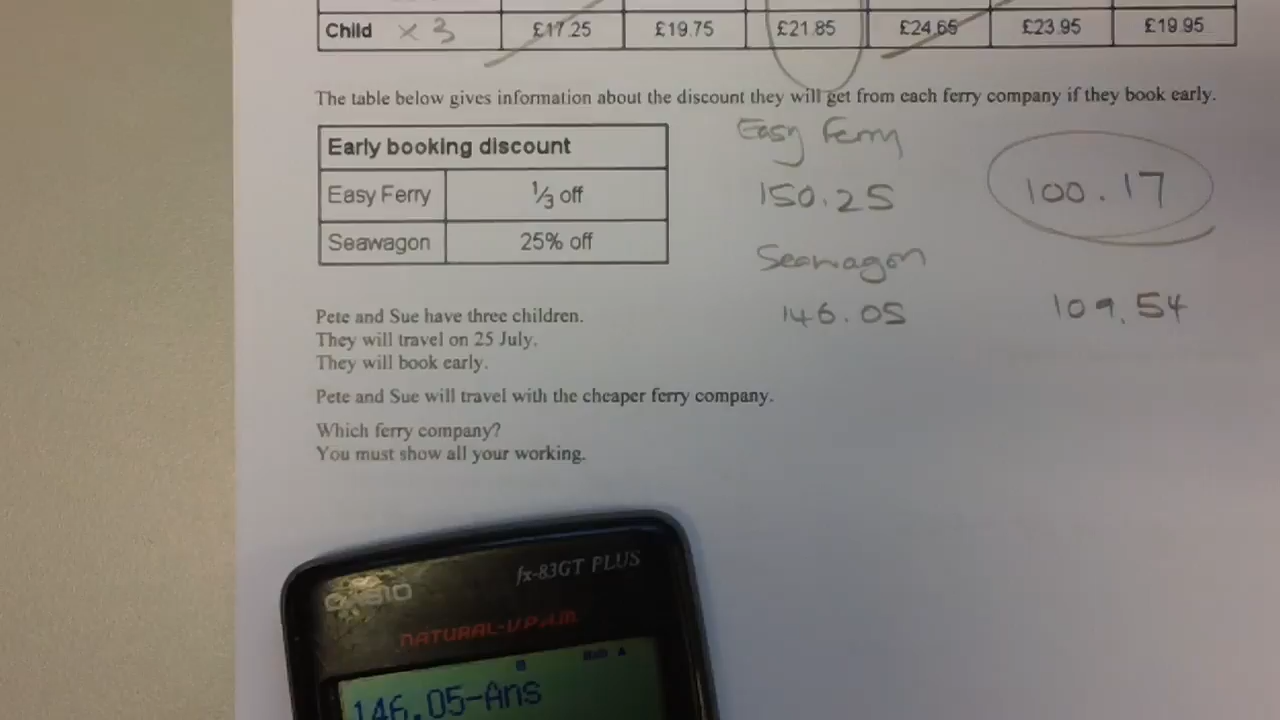 Child × 3 £17.25 £19.75 £21.85 £24.65 £23.95 £19.95
The table below gives information about the discount they will get from each ferry company if they book early.
Early booking discount
Easy Ferry 1/3 off
Seawagon 25% off
Easy Ferry
150.25 100.17
Seawagon
146.05 109.54
Pete and Sue have three children.
They will travel on 25 July.
They will book early.
Pete and Sue will travel with the cheaper ferry company.
Which ferry company?
You must show all your working.
CASIO fx-83GT PLUS
NATURAL-V.P.A.M.
Math ▲
146.05-Ans